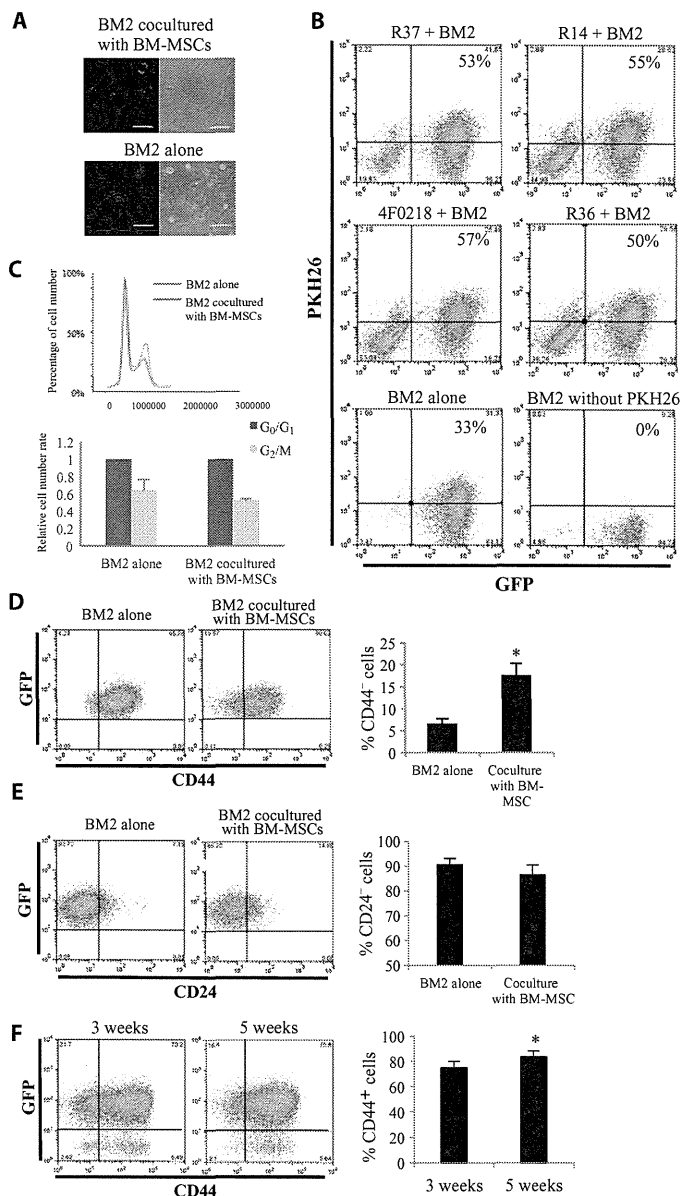 A
BM2 cocultured
with BM-MSCs
BM2 alone
B
R37 + BM2
53%
R14 + BM2
55%
4F0218 + BM2
57%
R36 + BM2
50%
BM2 alone
33%
BM2 without PKH26
0%
PKH26
GFP
C
Percentage of cell number
100%
50%
0%
BM2 alone
BM2 cocultured
with BM-MSCs
0
1000000
2000000
3000000
Relative cell number rate
1.2
1
0.8
0.6
0.4
0.2
0
G0/G1
G2/M
BM2 alone
BM2 cocultured
with BM-MSCs
D
BM2 alone
BM2 cocultured
with BM-MSCs
GFP
CD44
% CD44⁻ cells
25
20
15
10
5
0
*
BM2 alone
Coculture
with BM-
MSC
E
BM2 alone
BM2 cocultured
with BM-MSCs
GFP
CD24
% CD24⁻ cells
100
90
80
70
60
50
BM2 alone
Coculture
with BM-MSC
F
3 weeks
5 weeks
GFP
CD44
% CD44⁺ cells
100
80
60
40
20
0
*
3 weeks
5 weeks